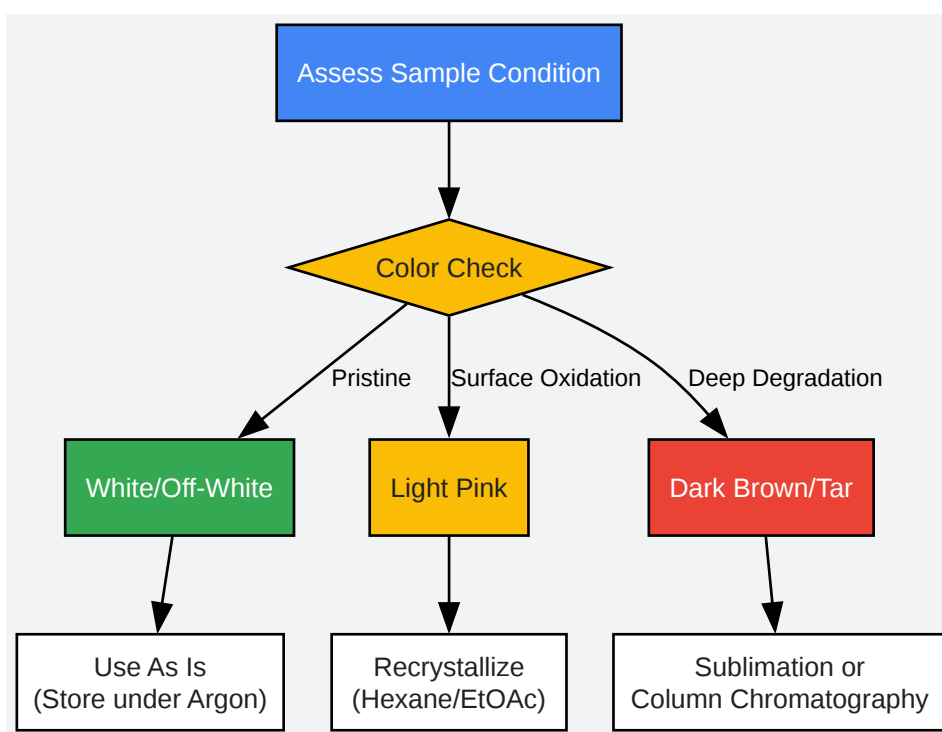 Assess Sample Condition
Color Check
Pristine
Surface Oxidation
Deep Degradation
White/Off-White
Light Pink
Dark Brown/Tar
Use As Is
(Store under Argon)
Recrystallize
(Hexane/EtOAc)
Sublimation or
Column Chromatography